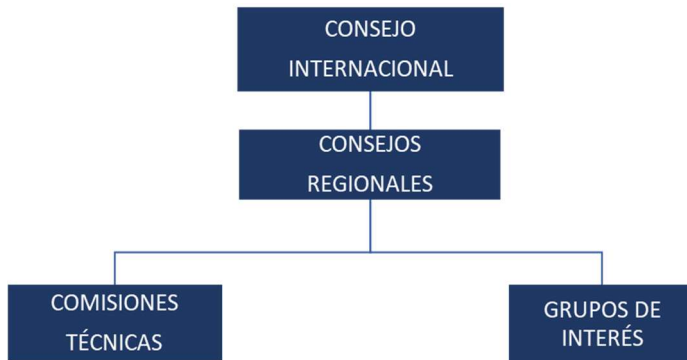 CONSEJO
INTERNACIONAL
CONSEJOS
REGIONALES
COMISIONES
TÉCNICAS
GRUPOS DE
INTERÉS